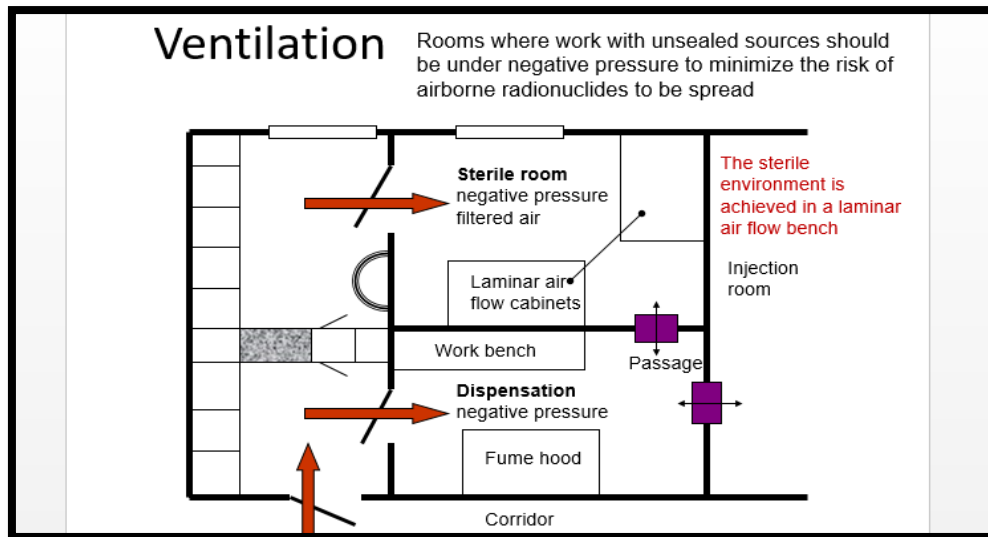 Ventilation
Rooms where work with unsealed sources should
be under negative pressure to minimize the risk of
airborne radionuclides to be spread
Sterile room
negative pressure
filtered air
The sterile
environment is
achieved in a laminar
air flow bench
Injection
room
Laminar air
flow cabinets
Work bench
Passage
Dispensation
negative pressure
Fume hood
Corridor